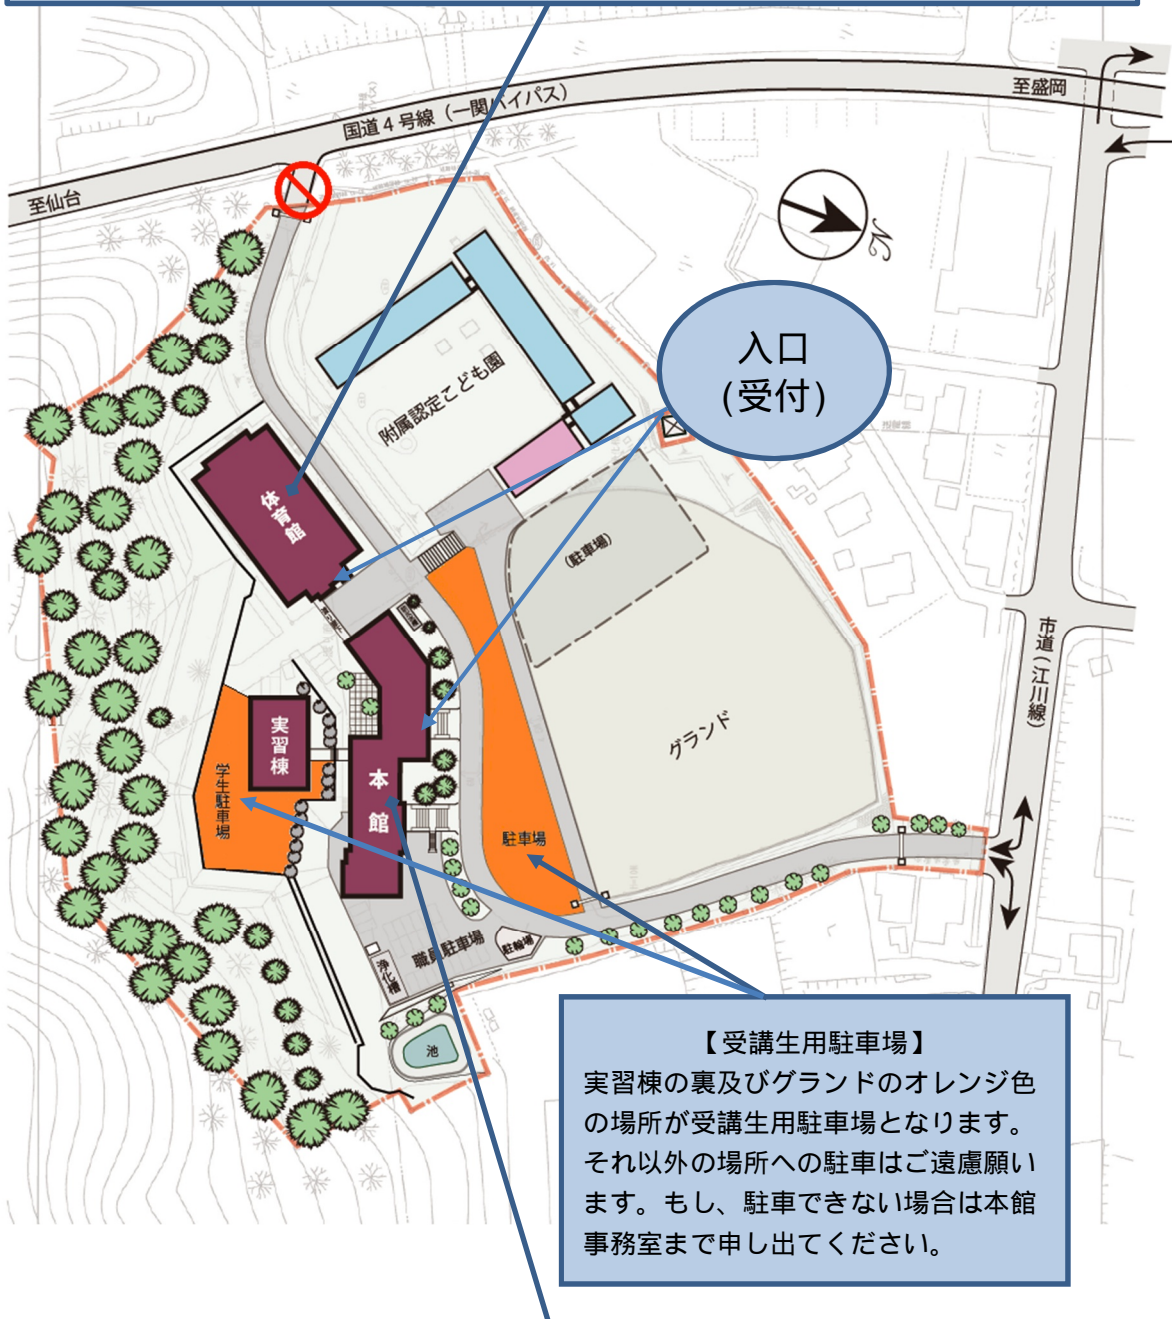 国道4号線（一関バイパス）
至盛岡
至仙台
入口
(受付)
附属認定こども園
体育館
(駐車場)
市道（江川線）
グランド
実習棟
学生駐車場
本館
駐車場
職員駐車場
駐輪場
浄化槽
池
【受講生用駐車場】
実習棟の裏及びグランドのオレンジ色
の場所が受講生用駐車場となります。
それ以外の場所への駐車はご遠慮願い
ます。もし、駐車できない場合は本館
事務室まで申し出てください。